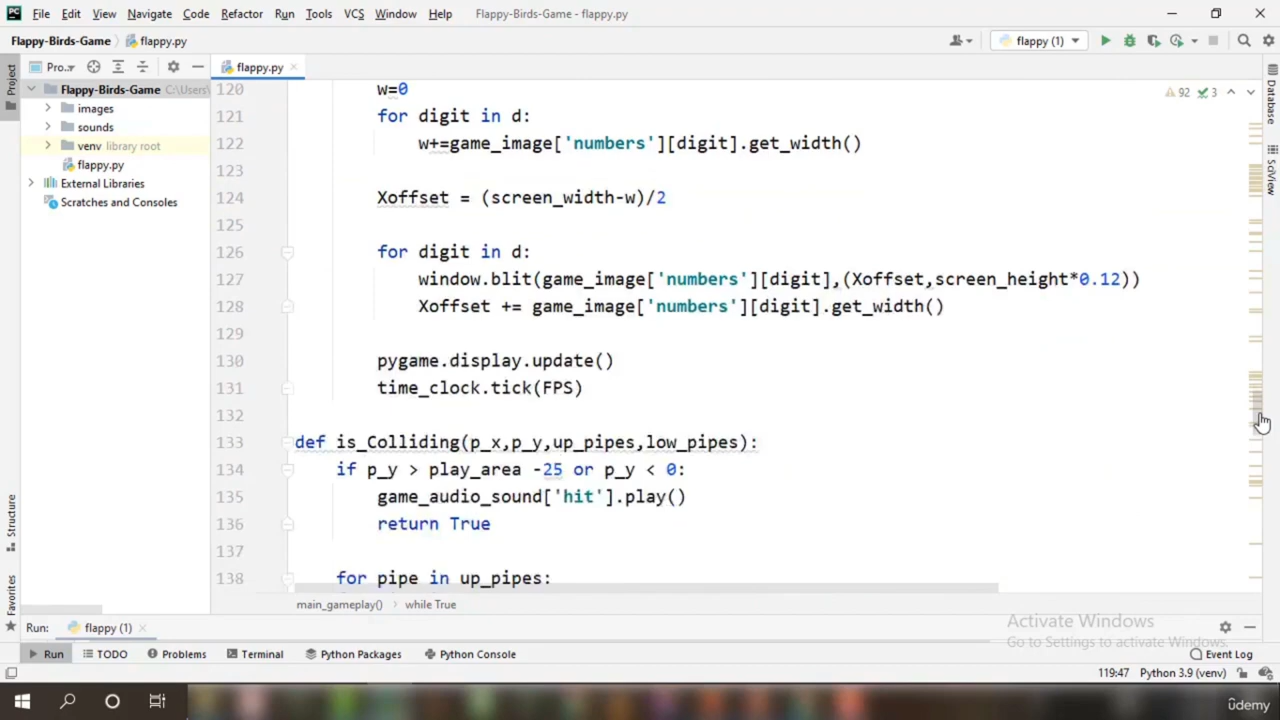 PC File Edit View Navigate Code Refactor Run Tools VCS Window Help Flappy-Birds-Game - flappy.py
Flappy-Birds-Game flappy.py flappy (1)
Project
Pro... flappy.py
Flappy-Birds-Game C:\Users\
images
sounds
venv library root
flappy.py
External Libraries
Scratches and Consoles
92 3
120 w=0
121 for digit in d:
122 w+=game_image['numbers'][digit].get_width()
123
124 Xoffset = (screen_width-w)/2
125
126 for digit in d:
127 window.blit(game_image['numbers'][digit],(Xoffset,screen_height*0.12))
128 Xoffset += game_image['numbers'][digit].get_width()
129
130 pygame.display.update()
131 time_clock.tick(FPS)
132
133 def is_Colliding(p_x,p_y,up_pipes,low_pipes):
134 if p_y > play_area -25 or p_y < 0:
135 game_audio_sound['hit'].play()
136 return True
137
138 for pipe in up_pipes:
main_gameplay() while True
Database
SciView
Structure
Favorites
Activate Windows
Go to Settings to activate Windows.
Run: flappy (1)
Run TODO Problems Terminal Python Packages Python Console Event Log
119:47 Python 3.9 (venv)
ûdemy